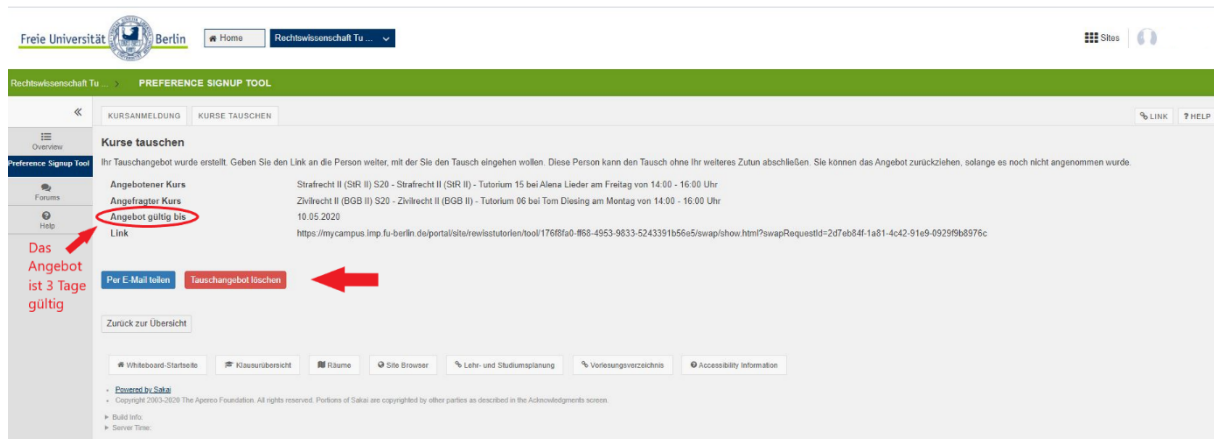 Freie Universität Berlin
Home
Rechtswissenschaft Tu ...
Sites
Rechtswissenschaft Tu ... > PREFERENCE SIGNUP TOOL
KURSANMELDUNG KURSE TAUSCHEN
LINK ? HELP
Overview
Preference Signup Tool
Forums
Help
Kurse tauschen
Ihr Tauschangebot wurde erstellt. Geben Sie den Link an die Person weiter, mit der Sie den Tausch eingehen wollen. Diese Person kann den Tausch ohne Ihr weiteres Zutun abschließen. Sie können das Angebot zurückziehen, solange es noch nicht angenommen wurde.
Angebotener Kurs Strafrecht II (StR II) S20 - Strafrecht II (StR II) - Tutorium 15 bei Alena Lieder am Freitag von 14:00 - 16:00 Uhr
Angefragter Kurs Zivilrecht II (BGB II) S20 - Zivilrecht II (BGB II) - Tutorium 06 bei Tom Diesing am Montag von 14:00 - 16:00 Uhr
Angebot gültig bis 10.05.2020
Link https://mycampus.imp.fu-berlin.de/portal/site/rewisstutorien/tool/176f8fa0-ff68-4953-9833-5243391b56e5/swap/show.html?swapRequestId=2d7eb84f-1a81-4c42-91e9-0929f9b8976c
Das
Angebot
ist 3 Tage
gültig
Per E-Mail teilen Tauschangebot löschen
Zurück zur Übersicht
Whiteboard-Startseite Klausurübersicht Räume Site Browser Lehr- und Studiumsplanung Vorlesungsverzeichnis Accessibility Information
Powered by Sakai
Copyright 2003-2020 The Apereo Foundation. All rights reserved. Portions of Sakai are copyrighted by other parties as described in the Acknowledgments screen.
Build Info:
Server Time: